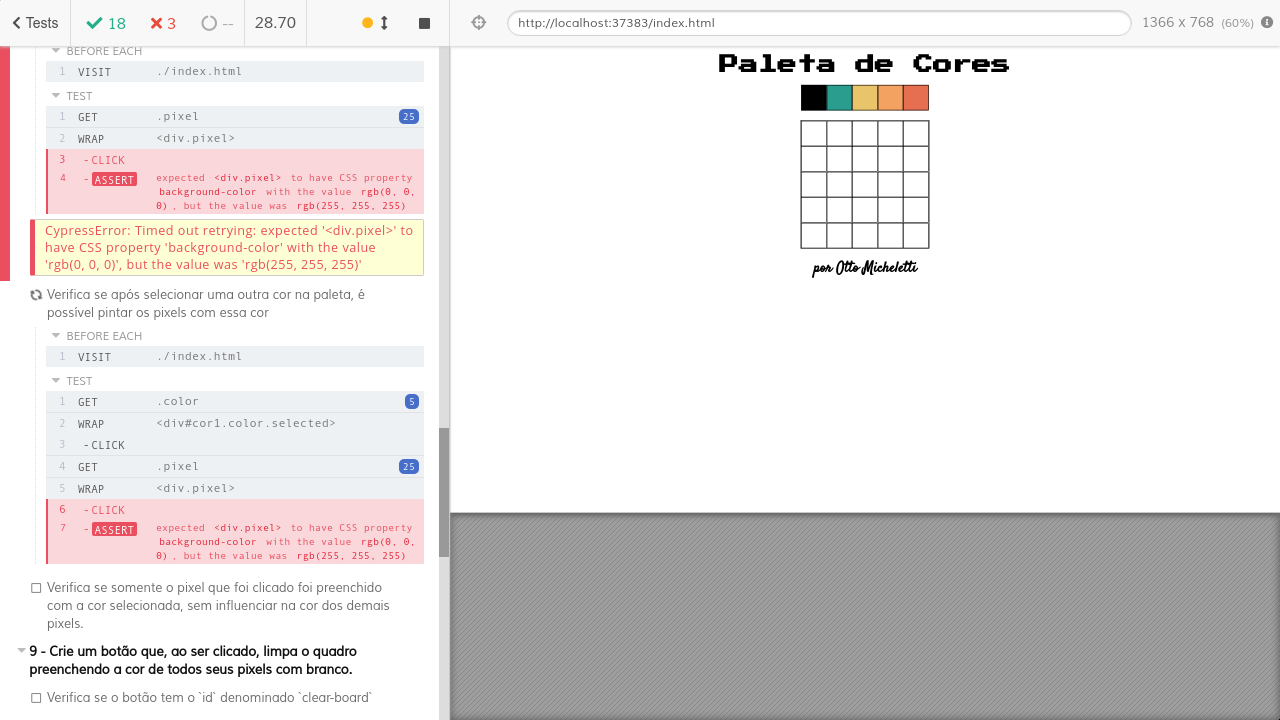 Tests 18 3 -- 28.70 http://localhost:37383/index.html 1366 x 768 (60%)
BEFORE EACH
1 VISIT ./index.html
TEST
1 GET .pixel 25
2 WRAP <div.pixel>
3 -CLICK
4 -ASSERT expected <div.pixel> to have CSS property
background-color with the value rgb(0, 0,
0) , but the value was rgb(255, 255, 255)
CypressError: Timed out retrying: expected '<div.pixel>' to
have CSS property 'background-color' with the value
'rgb(0, 0, 0)', but the value was 'rgb(255, 255, 255)'
Verifica se após selecionar uma outra cor na paleta, é
possível pintar os pixels com essa cor
BEFORE EACH
1 VISIT ./index.html
TEST
1 GET .color 5
2 WRAP <div#cor1.color.selected>
3 -CLICK
4 GET .pixel 25
5 WRAP <div.pixel>
6 -CLICK
7 -ASSERT expected <div.pixel> to have CSS property
background-color with the value rgb(0, 0,
0) , but the value was rgb(255, 255, 255)
Verifica se somente o pixel que foi clicado foi preenchido
com a cor selecionada, sem influenciar na cor dos demais
pixels.
9 - Crie um botão que, ao ser clicado, limpa o quadro
preenchendo a cor de todos seus pixels com branco.
Verifica se o botão tem o `id` denominado `clear-board`
Paleta de Cores
por Otto Micheletti